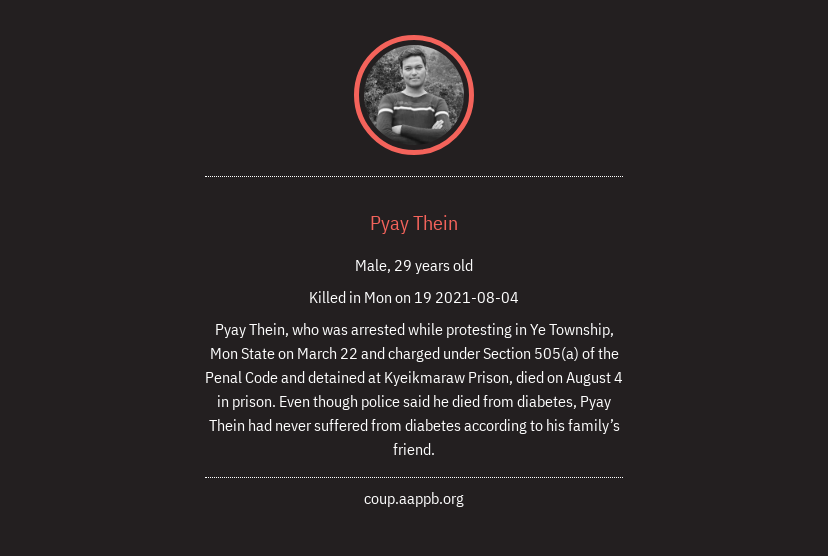 Pyay Thein
Male, 29 years old
Killed in Mon on 19 2021-08-04
Pyay Thein, who was arrested while protesting in Ye Township,
Mon State on March 22 and charged under Section 505(a) of the
Penal Code and detained at Kyeikmaraw Prison, died on August 4
in prison. Even though police said he died from diabetes, Pyay
Thein had never suffered from diabetes according to his family’s
friend.
coup.aappb.org